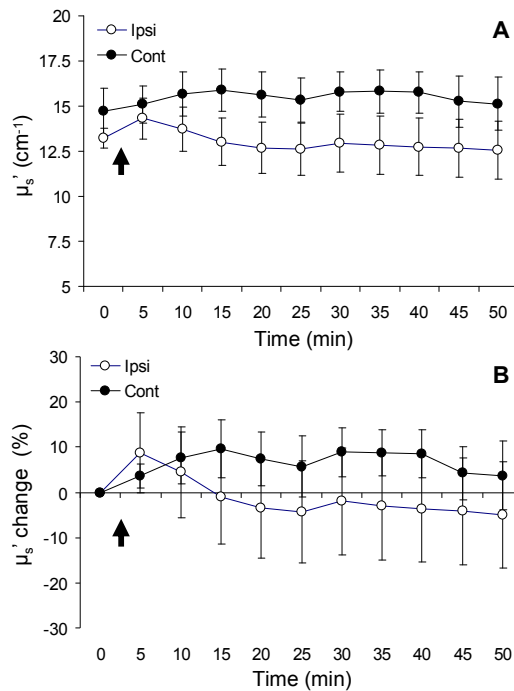 20
Ipsi
Cont
A
17.5
15
12.5
10
7.5
5
μs’ (cm-1)
0 5 10 15 20 25 30 35 40 45 50
Time (min)
30
Ipsi
Cont
B
20
10
0
-10
-20
-30
μs’ change (%)
0 5 10 15 20 25 30 35 40 45 50
Time (min)